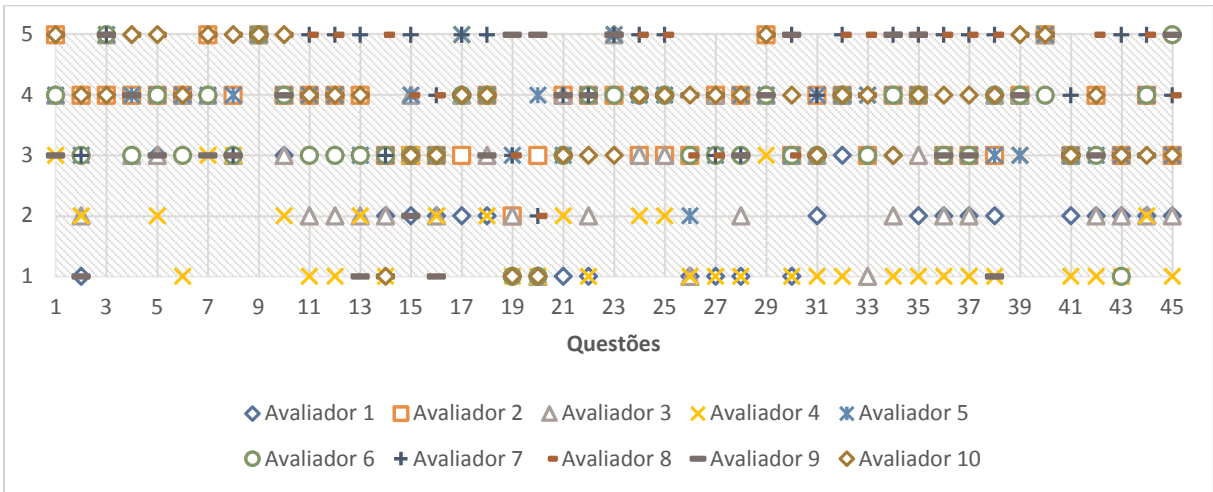 5
4
3
2
1
1 3 5 7 9 11 13 15 17 19 21 23 25 27 29 31 33 35 37 39 41 43 45
Questões
Avaliador 1 Avaliador 2 Avaliador 3 Avaliador 4 Avaliador 5
Avaliador 6 Avaliador 7 Avaliador 8 Avaliador 9 Avaliador 10